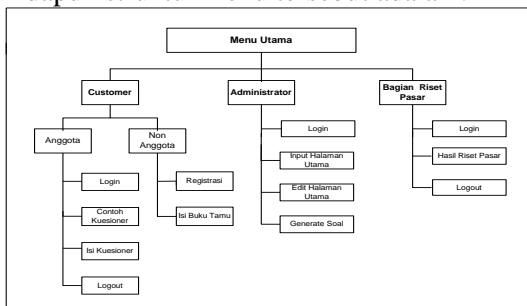 Menu Utama
Customer
Administrator
Bagian Riset
Pasar
Anggota
Non
Anggota
Login
Contoh
Kuesioner
Isi Kuesioner
Logout
Registrasi
Isi Buku Tamu
Login
Input Halaman
Utama
Edit Halaman
Utama
Generate Soal
Login
Hasil Riset Pasar
Logout